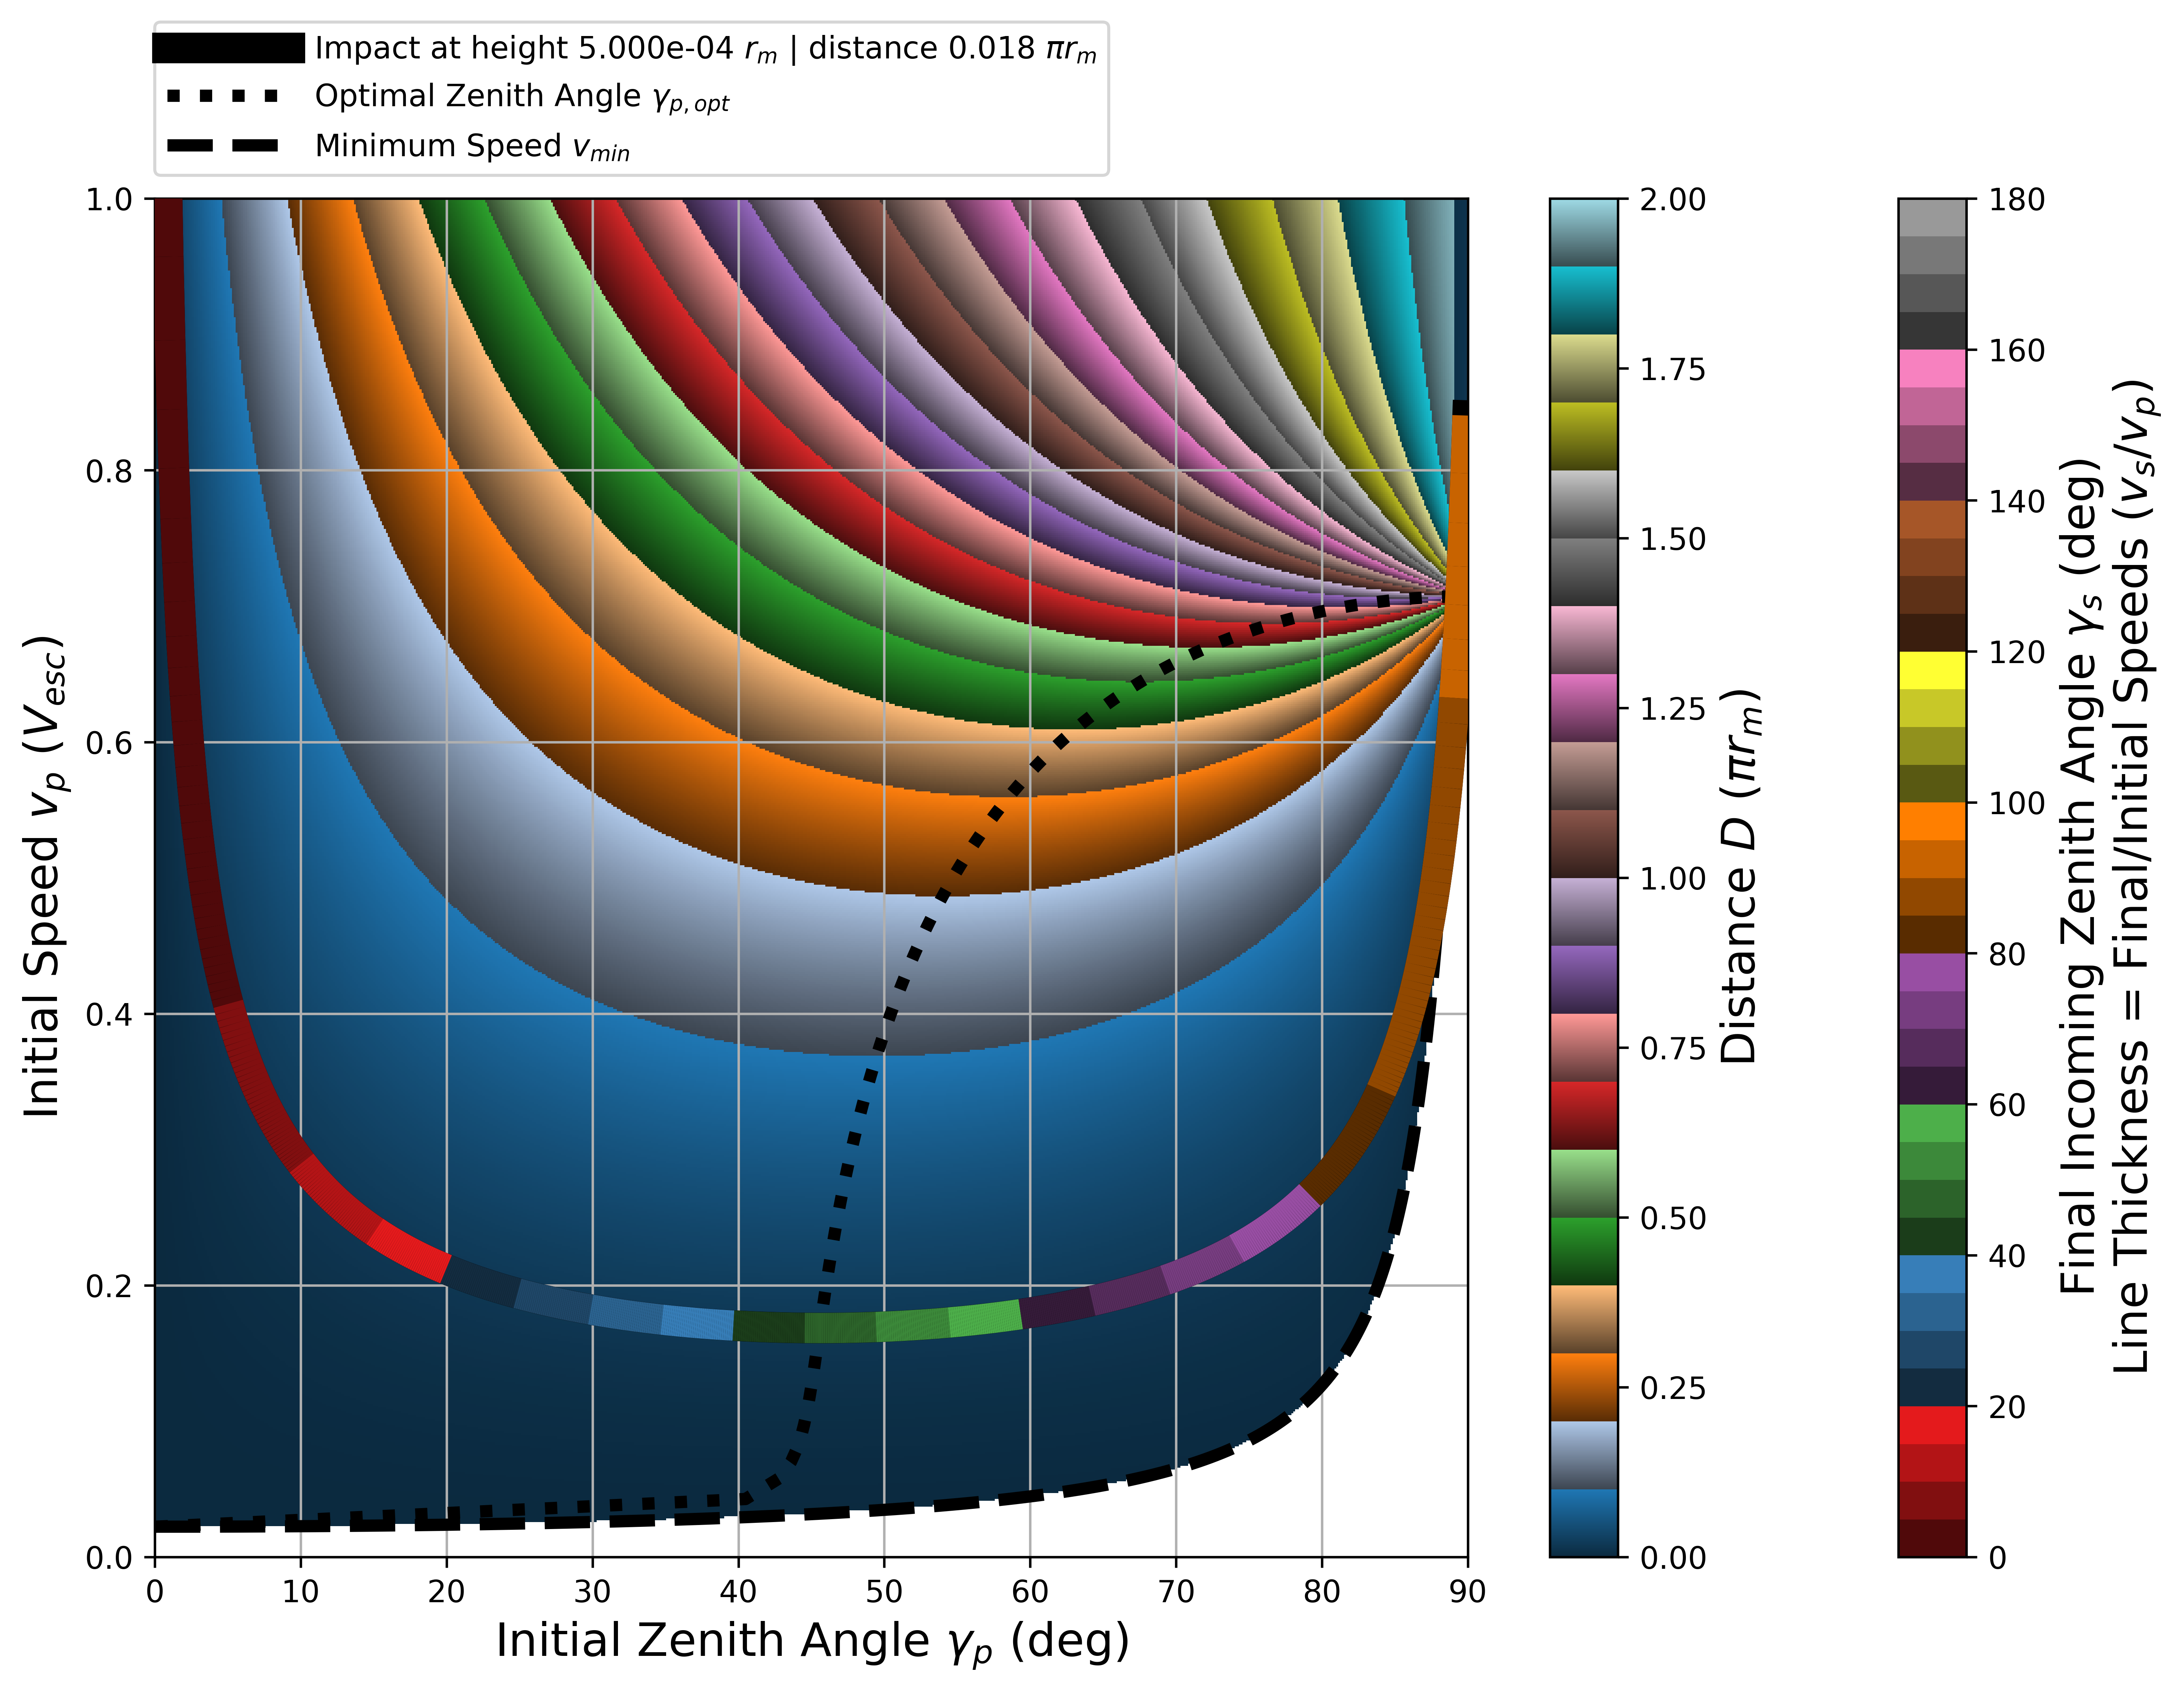 Impact at height 5.000e-04 r_m | distance 0.018 πr_m
Optimal Zenith Angle γ_p,opt
Minimum Speed v_min
1.0
0.8
0.6
0.4
0.2
0.0
Initial Speed v_p (V_esc)
0 10 20 30 40 50 60 70 80 90
Initial Zenith Angle γ_p (deg)
2.00
1.75
1.50
1.25
1.00
0.75
0.50
0.25
0.00
Distance D (πr_m)
180
160
140
120
100
80
60
40
20
0
Final Incoming Zenith Angle γ_s (deg)
Line Thickness = Final/Initial Speeds (v_s/v_p)